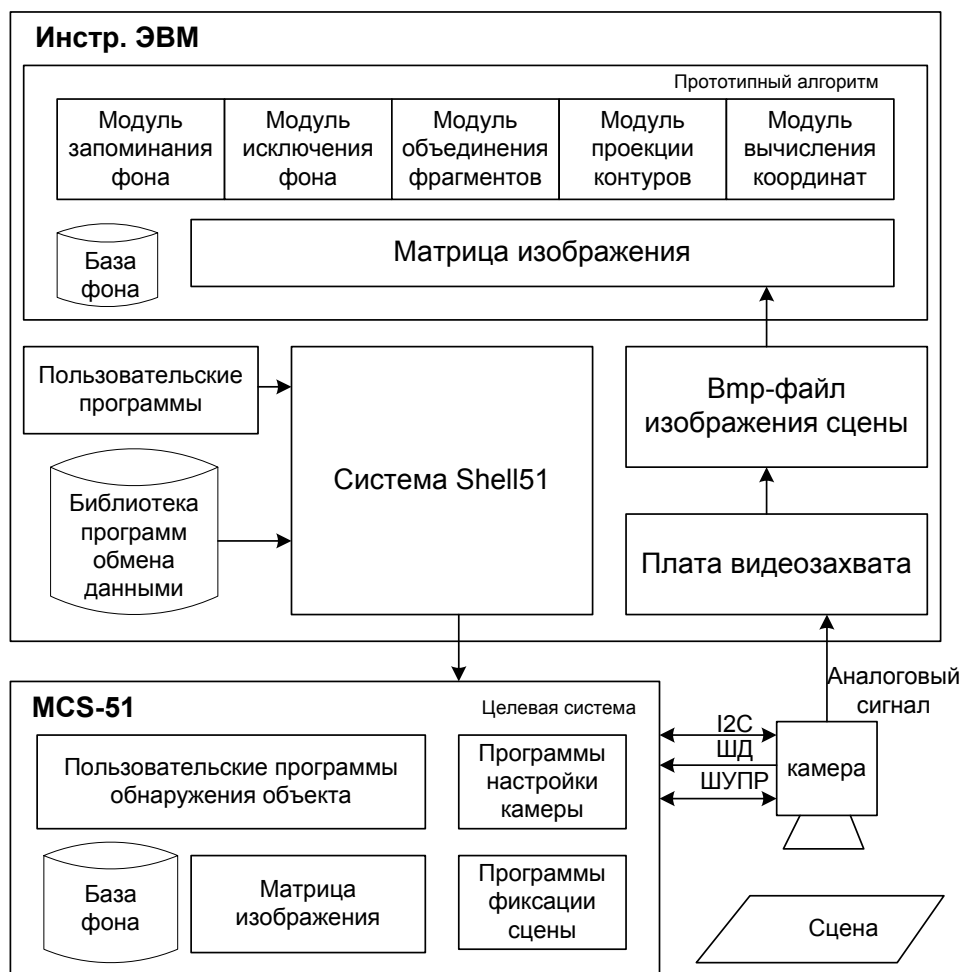 Инстр. ЭВМ
Прототипный алгоритм
Модуль
запоминания
фона
Модуль
исключения
фона
Модуль
объединения
фрагментов
Модуль
проекции
контуров
Модуль
вычисления
координат
База
фона
Матрица изображения
Пользовательские
программы
Библиотека
программ
обмена
данными
Система Shell51
Bmp-файл
изображения сцены
Плата видеозахвата
Аналоговый
сигнал
MCS-51
Целевая система
Пользовательские программы
обнаружения объекта
Программы
настройки
камеры
I2C
ШД
ШУПР
камера
База
фона
Матрица
изображения
Программы
фиксации
сцены
Сцена